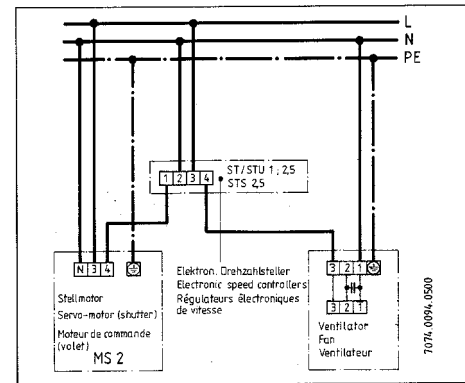 L
N
PE
1 2 3 4
ST/STU 1 ; 2,5
STS 2,5
N 3 4
3 2 1
Elektron. Drehzahlsteller
Electronic speed controllers
Régulateurs électroniques
de vitesse
3 2 1
Stellmotor
Servo-motor (shutter)
Moteur de commande
(volet)
MS 2
Ventilator
Fan
Ventilateur
7074.0094.0500